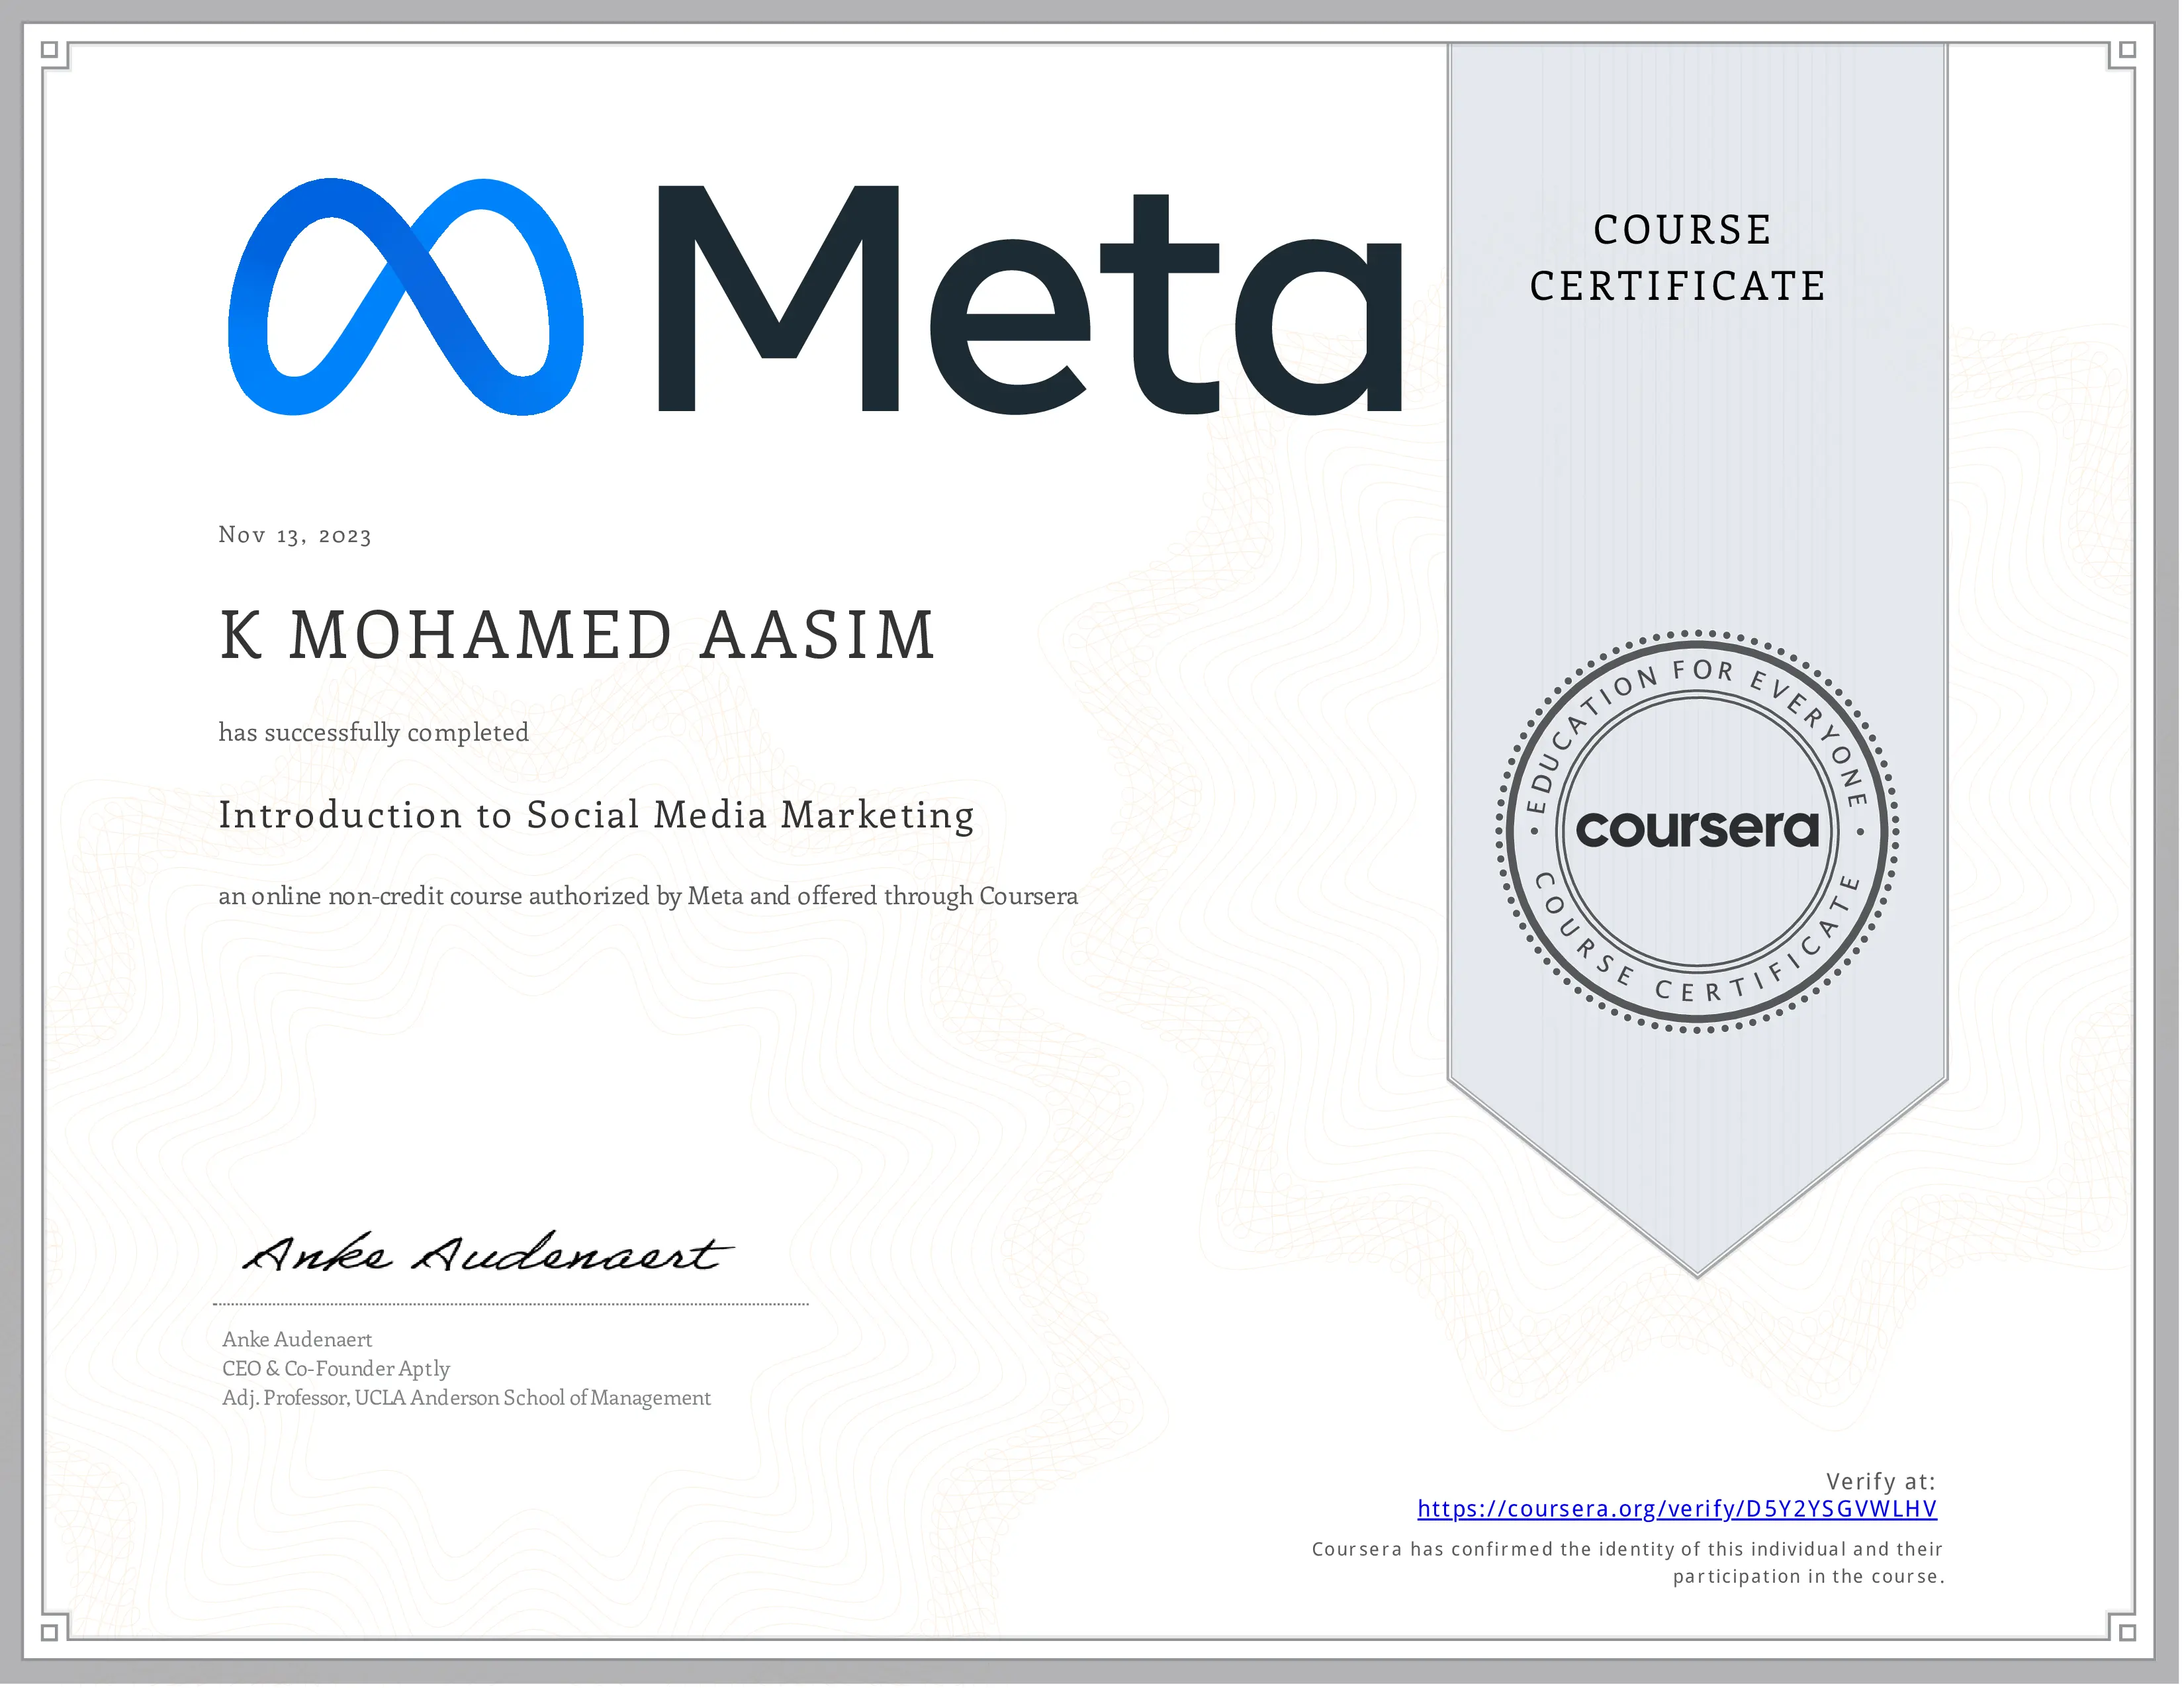 Meta
COURSE
CERTIFICATE
Nov 13, 2023
K MOHAMED AASIM
has successfully completed
Introduction to Social Media Marketing
an online non-credit course authorized by Meta and offered through Coursera
EDUCATION FOR EVERYONE
coursera
COURSE CERTIFICATE
Anke Audenaert
Anke Audenaert
CEO & Co-Founder Aptly
Adj. Professor, UCLA Anderson School of Management
Verify at:
https://coursera.org/verify/D5Y2YSGVWLHV
Coursera has confirmed the identity of this individual and their
participation in the course.